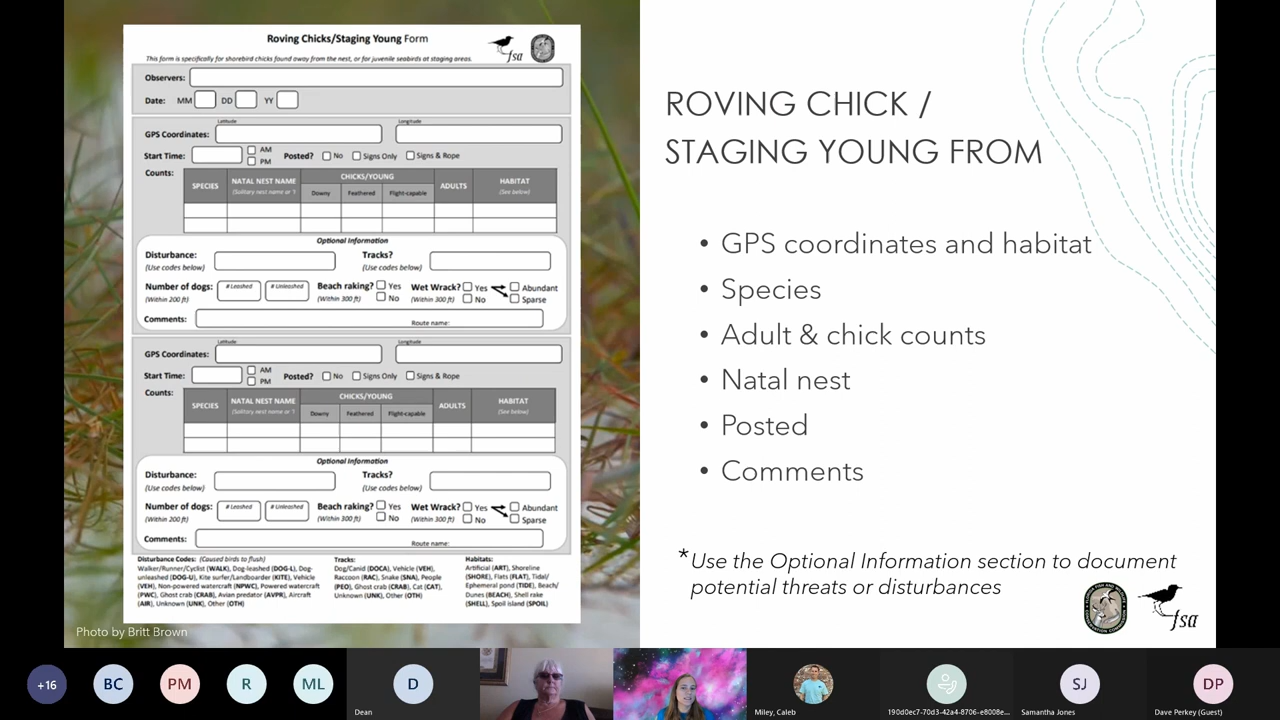 Roving Chicks/Staging Young Form
fsa
This form is specifically for shorebird chicks found away from the nest, or for juvenile seabirds at staging areas.
Observers:
Date: MM DD YY
Latitude Longitude
GPS Coordinates:
Start Time: AM PM Posted? No Signs Only Signs & Rope
Counts:
SPECIES NATAL NEST NAME CHICKS/YOUNG ADULTS HABITAT
(Solitary nest name or ? Downy Feathered Flight-capable (See below)
Optional Information
Disturbance: Tracks?
(Use codes below) (Use codes below)
Number of dogs: # Leashed # Unleashed Beach raking? Yes Wet Wrack? Yes Abundant
(Within 200 ft) (Within 300 ft) No (Within 300 ft) No Sparse
Comments: Route name:
Latitude Longitude
GPS Coordinates:
Start Time: AM PM Posted? No Signs Only Signs & Rope
Counts:
SPECIES NATAL NEST NAME CHICKS/YOUNG ADULTS HABITAT
(Solitary nest name or ? Downy Feathered Flight-capable (See below)
Optional Information
Disturbance: Tracks?
(Use codes below) (Use codes below)
Number of dogs: # Leashed # Unleashed Beach raking? Yes Wet Wrack? Yes Abundant
(Within 200 ft) (Within 300 ft) No (Within 300 ft) No Sparse
Comments: Route name:
Disturbance Codes: (Caused birds to flush)
Walker/Runner/Cyclist (WALK), Dog-leashed (DOG-L), Dog-
unleashed (DOG-U), Kite surfer/Landboarder (KITE), Vehicle
(VEH), Non-powered watercraft (NPWC), Powered watercraft
(PWC), Ghost crab (CRAB), Avian predator (AVPR), Aircraft
(AIR), Unknown (UNK), Other (OTH)
Tracks:
Dog/Canid (DOCA), Vehicle (VEH),
Raccoon (RAC), Snake (SNA), People
(PEO), Ghost crab (CRAB), Cat (CAT),
Unknown (UNK), Other (OTH)
Habitats:
Artificial (ART), Shoreline
(SHORE), Flats (FLAT), Tidal/
Ephemeral pond (TIDE), Beach/
Dunes (BEACH), Shell rake
(SHELL), Spoil island (SPOIL)
Photo by Britt Brown
ROVING CHICK /
STAGING YOUNG FROM
• GPS coordinates and habitat
• Species
• Adult & chick counts
• Natal nest
• Posted
• Comments
*Use the Optional Information section to document
potential threats or disturbances
fsa
+16 BC PM R ML D SJ DP
Dean Miley, Caleb 190d0ec7-70d3-42a4-8706-e8008e... Samantha Jones Dave Perkey (Guest)